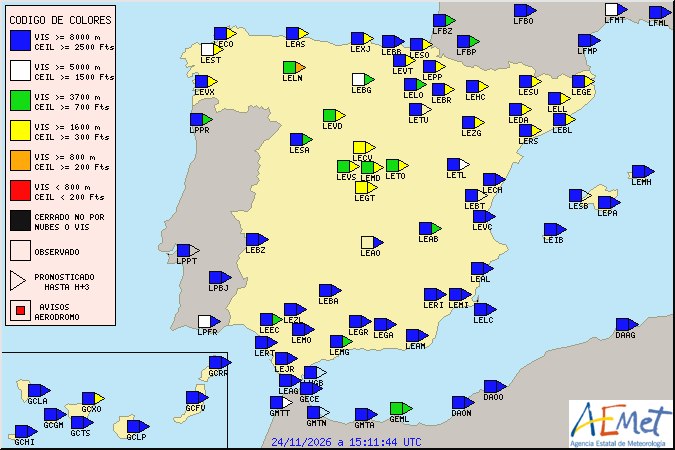 CODIGO DE COLORES
VIS >= 8000 m
CEIL >= 2500 Fts
VIS >= 5000 m
CEIL >= 1500 Fts
VIS >= 3700 m
CEIL >= 700 Fts
VIS >= 1600 m
CEIL >= 300 Fts
VIS >= 800 m
CEIL >= 200 Fts
VIS < 800 m
CEIL < 200 Fts
CERRADO NO POR
NUBES O VIS
OBSERVADO
PRONOSTICADO
HASTA H+3
AVISOS
AERODROMO
LFBO
LFMT
LFML
LFBZ
LECO
LEAS
LEXJ
LEBB
LESO
LFBP
LFMP
LEST
LEVT
LEPP
LELN
LEBG
LEVX
LELO
LEBR
LEHC
LESU
LEGE
LELL
LETU
LEDA
LPPR
LEVD
LEZG
LERS
LEBL
LESA
LECV
LEVS
LEMD
LETO
LETL
LEMH
LEGT
LECH
LEBT
LESB
LEPA
LEVC
LEAB
LEIB
LEBZ
LEAO
LPPT
LPBJ
LEAL
LEBA
LERI
LEMI
LEZL
LELC
LPFR
LEEC
LEMO
LEGR
LEGA
LEAM
DAAG
LERT
LEMG
LEJR
GCRR
LEAG
LXGB
GCLA
GCXO
GCFV
GMTT
GECE
DAOO
GCGM
GCTS
GCLP
GCHI
GMTN
GMTA
GEML
DAON
24/11/2026 a 15:11:44 UTC
AEMet
Agencia Estatal de Meteorología